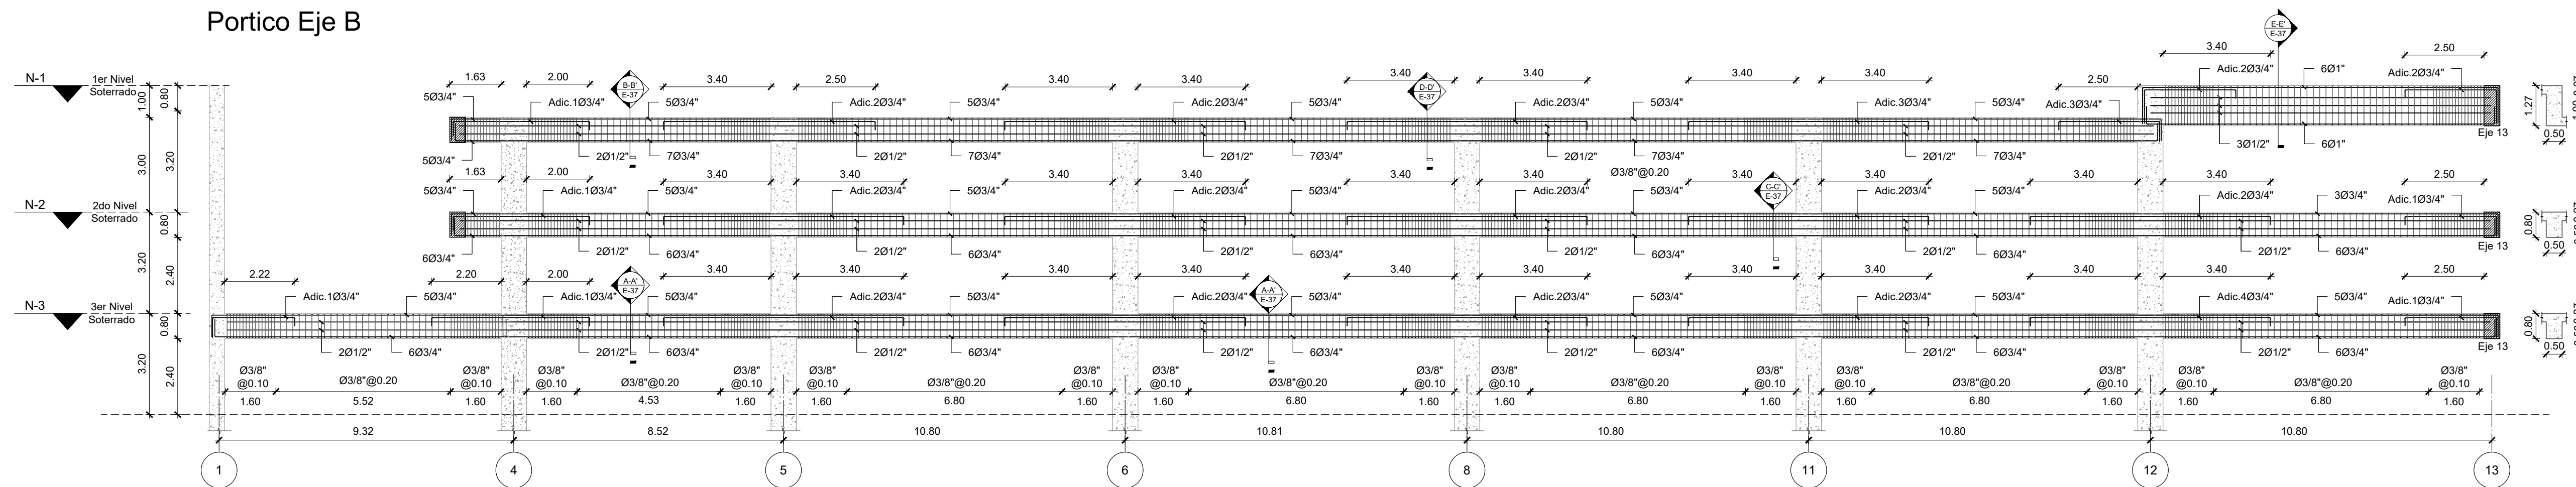 Portico Eje B
E-E'
E-37
3.40 2.50
N-1 1er Nivel
Soterrado
1.00 0.80
1.63 2.00 3.40 2.50 3.40 3.40 3.40 3.40 3.40 3.40 2.50
B-B'
E-37
D-D'
E-37
Adic.2Ø3/4" 6Ø1" Adic.2Ø3/4"
5Ø3/4" Adic.1Ø3/4" 5Ø3/4" Adic.2Ø3/4" 5Ø3/4" Adic.2Ø3/4" 5Ø3/4" Adic.2Ø3/4" 5Ø3/4" Adic.3Ø3/4" 5Ø3/4" Adic.3Ø3/4"
1.27
0.50
Eje 13
3Ø1/2" 6Ø1"
5Ø3/4" 2Ø1/2" 7Ø3/4" 2Ø1/2" 7Ø3/4" 2Ø1/2" 7Ø3/4" 2Ø1/2" 7Ø3/4" 2Ø1/2" 7Ø3/4"
3.00 3.20
Ø3/8"@0.20
1.63 2.00 3.40 3.40 3.40 3.40 3.40 3.40 3.40 3.40 3.40 3.40 2.50
C-C'
E-37
N-2 2do Nivel
Soterrado
0.80
5Ø3/4" Adic.1Ø3/4" 5Ø3/4" Adic.2Ø3/4" 5Ø3/4" Adic.2Ø3/4" 5Ø3/4" Adic.2Ø3/4" 5Ø3/4" Adic.2Ø3/4" 5Ø3/4" Adic.2Ø3/4" 3Ø3/4" Adic.1Ø3/4"
0.80
0.50
Eje 13
6Ø3/4" 2Ø1/2" 6Ø3/4" 2Ø1/2" 6Ø3/4" 2Ø1/2" 6Ø3/4" 2Ø1/2" 6Ø3/4" 2Ø1/2" 6Ø3/4" 2Ø1/2" 6Ø3/4"
3.20 2.40
2.22 2.20 2.00 3.40 3.40 3.40 3.40 3.40 3.40 3.40 3.40 3.40 3.40 2.50
A-A'
E-37
A-A'
E-37
N-3 3er Nivel
Soterrado
0.80
Adic.1Ø3/4" 5Ø3/4" Adic.1Ø3/4" 5Ø3/4" Adic.2Ø3/4" 5Ø3/4" Adic.2Ø3/4" 5Ø3/4" Adic.2Ø3/4" 5Ø3/4" Adic.2Ø3/4" 5Ø3/4" Adic.4Ø3/4" 5Ø3/4" Adic.1Ø3/4"
0.80
0.50
Eje 13
2Ø1/2" 6Ø3/4" 2Ø1/2" 6Ø3/4" 2Ø1/2" 6Ø3/4" 2Ø1/2" 6Ø3/4" 2Ø1/2" 6Ø3/4" 2Ø1/2" 6Ø3/4" 2Ø1/2" 6Ø3/4"
3.20 2.40
Ø3/8" @0.10 Ø3/8"@0.20 Ø3/8" @0.10 Ø3/8" @0.10 Ø3/8"@0.20 Ø3/8" @0.10 Ø3/8" @0.10 Ø3/8"@0.20 Ø3/8" @0.10 Ø3/8" @0.10 Ø3/8"@0.20 Ø3/8" @0.10 Ø3/8" @0.10 Ø3/8"@0.20 Ø3/8" @0.10 Ø3/8" @0.10 Ø3/8"@0.20 Ø3/8" @0.10 Ø3/8" @0.10 Ø3/8"@0.20 Ø3/8" @0.10
1.60 5.52 1.60 1.60 4.53 1.60 1.60 6.80 1.60 1.60 6.80 1.60 1.60 6.80 1.60 1.60 6.80 1.60 1.60 6.80 1.60
9.32 8.52 10.80 10.81 10.80 10.80 10.80
1 4 5 6 8 11 12 13